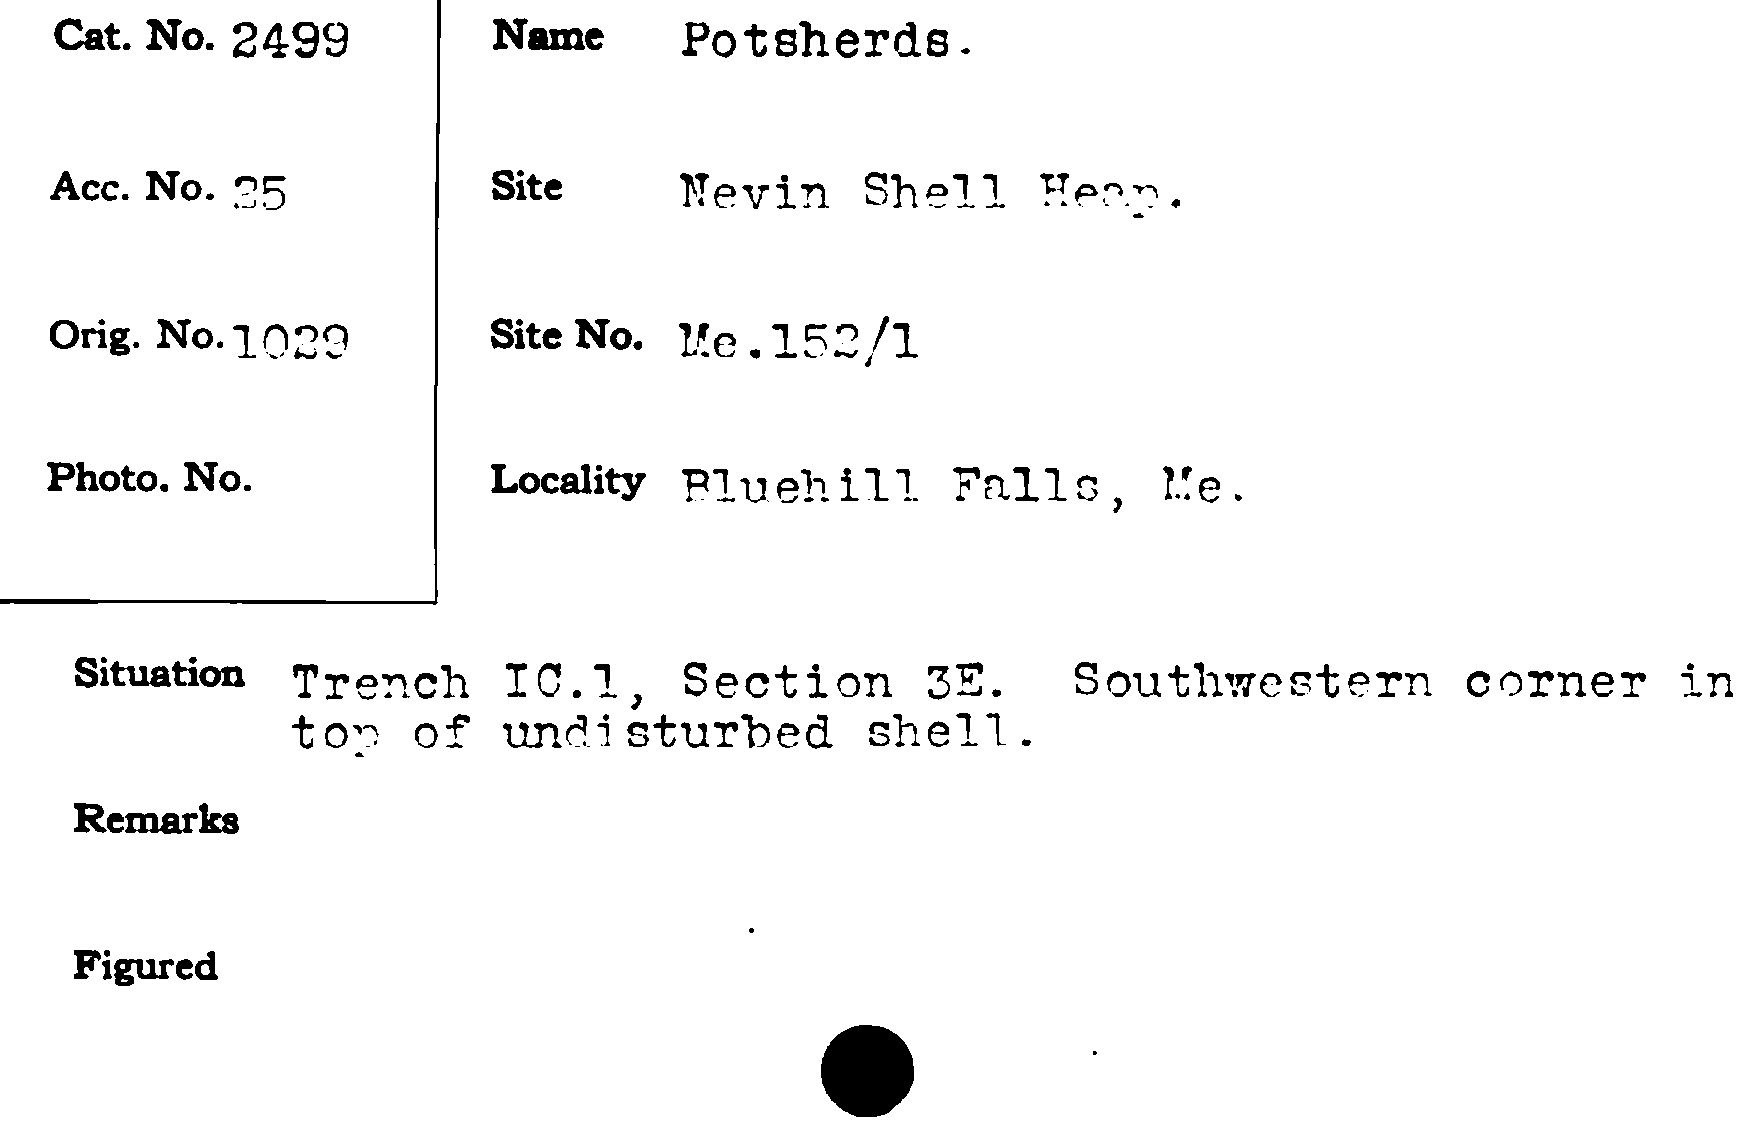 Cat. No. 2499
Name Potsherds.
Acc. No. 25
Site Nevin Shell Heap.
Orig. No. 1029
Site No. Me.152/1
Photo. No.
Locality Bluehill Falls, Me.
Situation Trench IC.1, Section 3E. Southwestern corner in
top of undisturbed shell.
Remarks
Figured